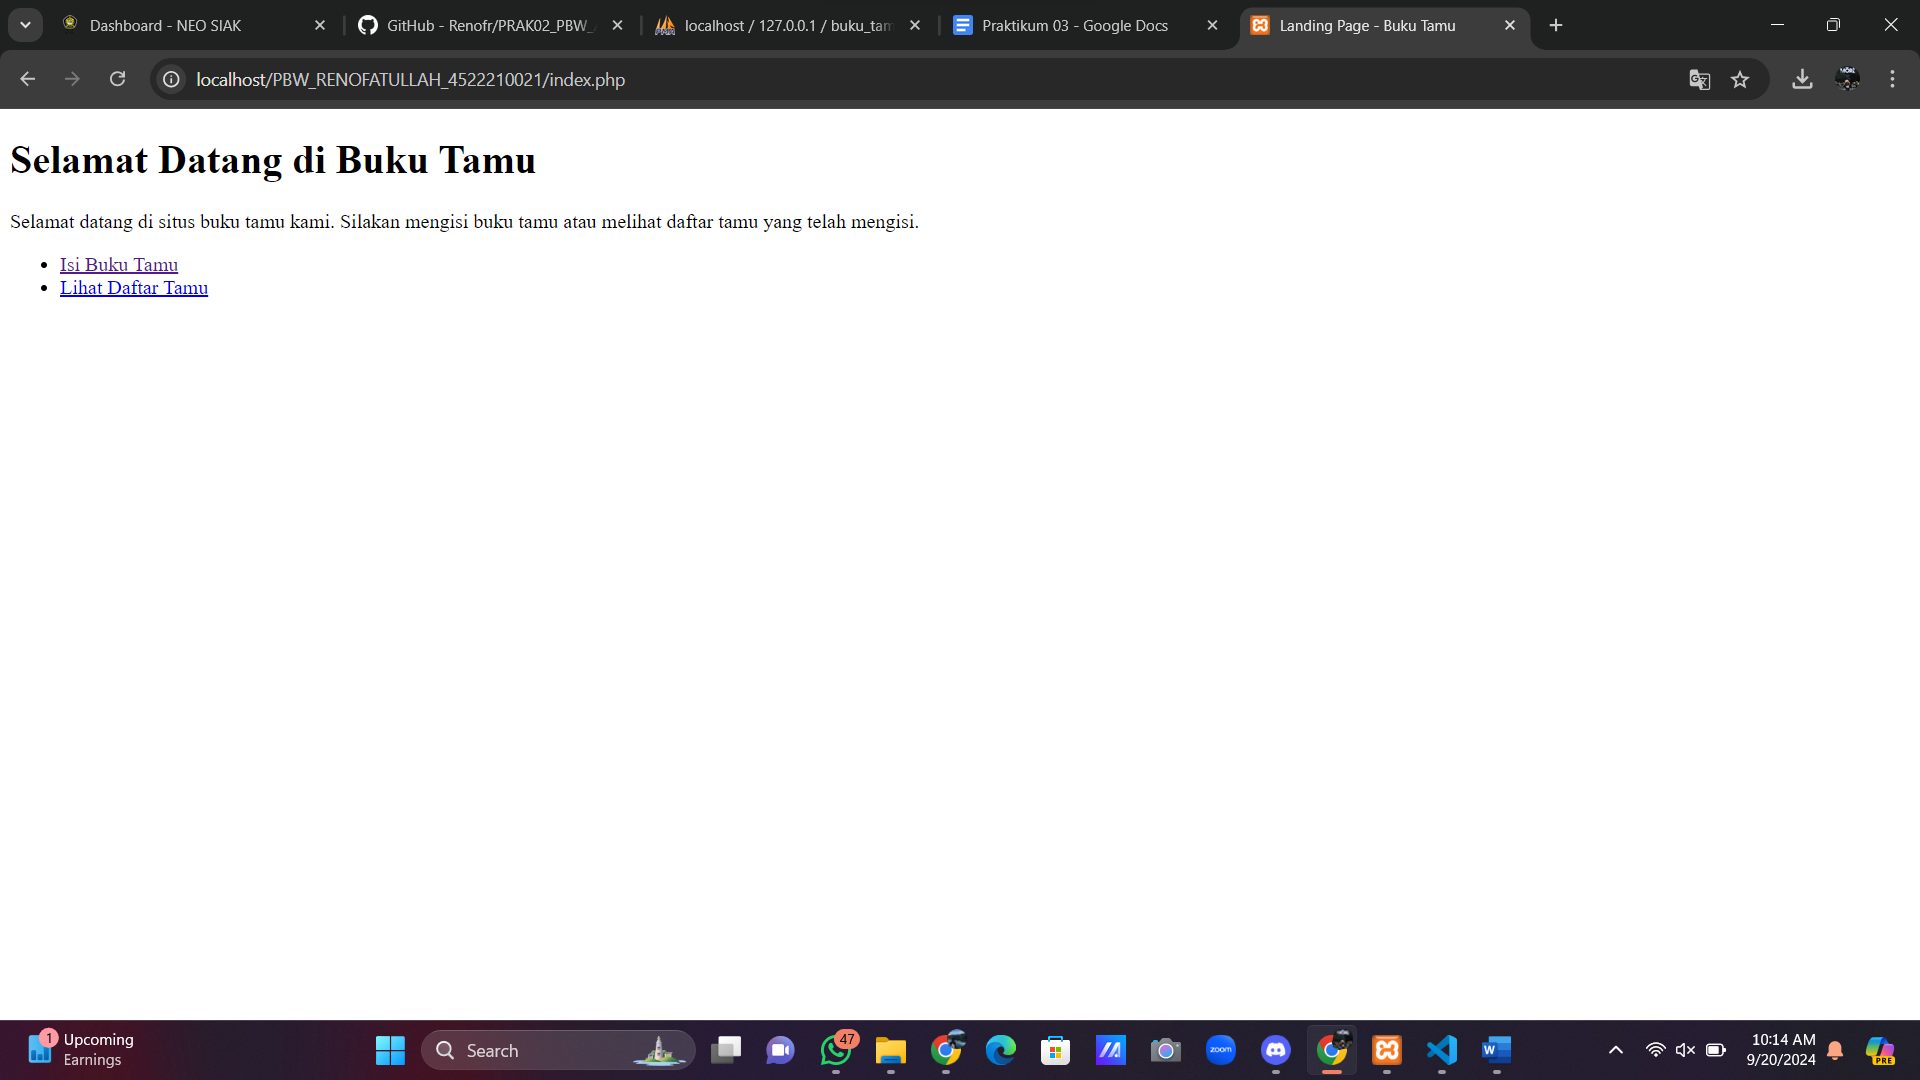 Dashboard - NEO SIAK
GitHub - Renofr/PRAK02_PBW_
localhost / 127.0.0.1 / buku_tam
Praktikum 03 - Google Docs
Landing Page - Buku Tamu
localhost/PBW_RENOFATULLAH_4522210021/index.php
Selamat Datang di Buku Tamu
Selamat datang di situs buku tamu kami. Silakan mengisi buku tamu atau melihat daftar tamu yang telah mengisi.
Isi Buku Tamu
Lihat Daftar Tamu
1
Upcoming
Earnings
Search
47
zoom
W
10:14 AM
9/20/2024
PRE